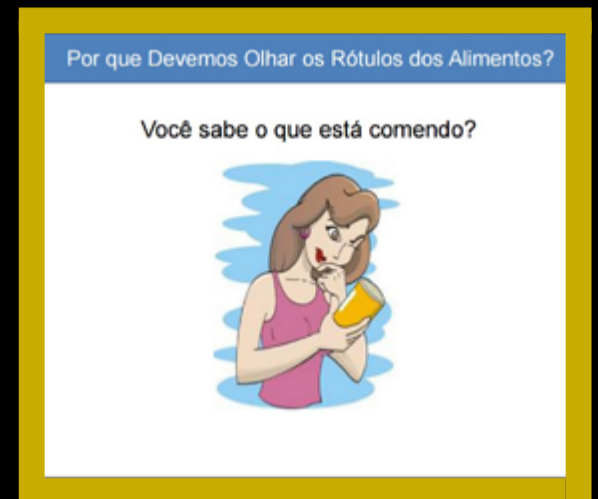 Por que Devemos Olhar os Rótulos dos Alimentos?
Você sabe o que está comendo?